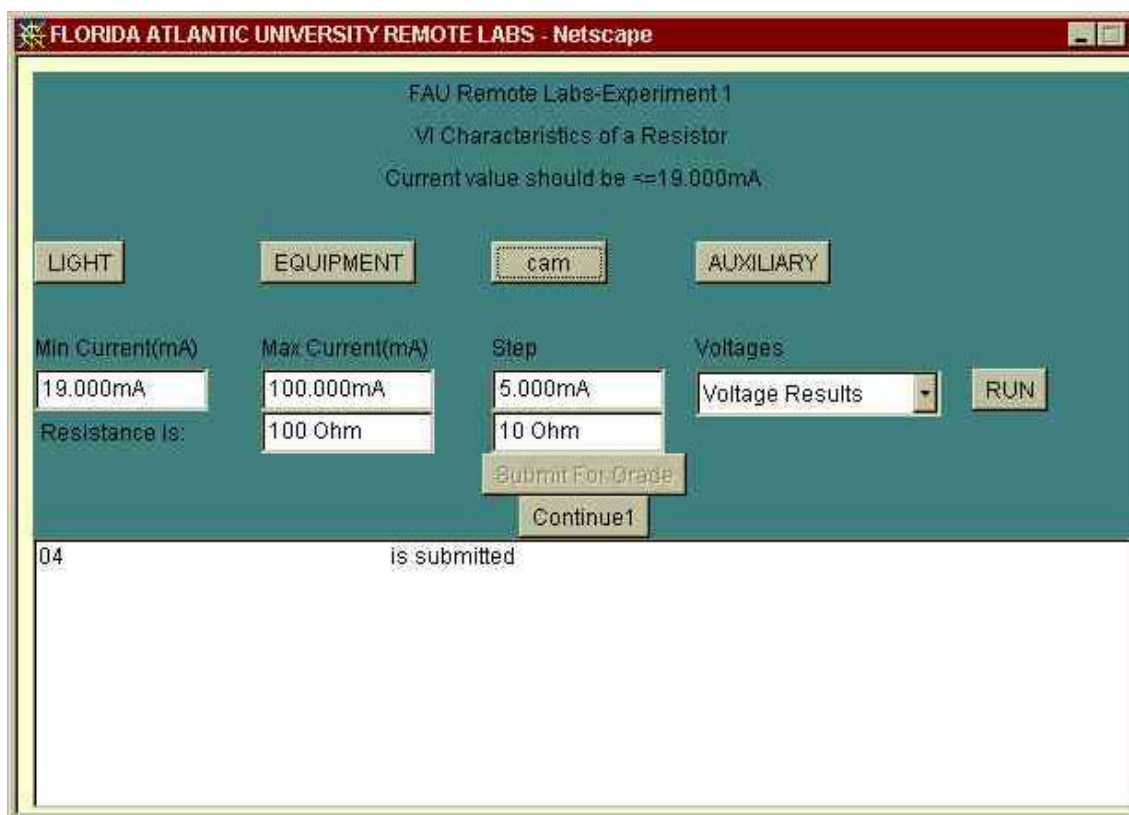 FLORIDA ATLANTIC UNIVERSITY REMOTE LABS - Netscape
FAU Remote Labs-Experiment 1
VI Characteristics of a Resistor
Current value should be <=19.000mA
LIGHT EQUIPMENT cam AUXILIARY
Min Current(mA) Max Current(mA) Step Voltages
19.000mA 100.000mA 5.000mA Voltage Results RUN
Resistance is: 100 Ohm 10 Ohm
Submit For Grade
Continue1
04 is submitted